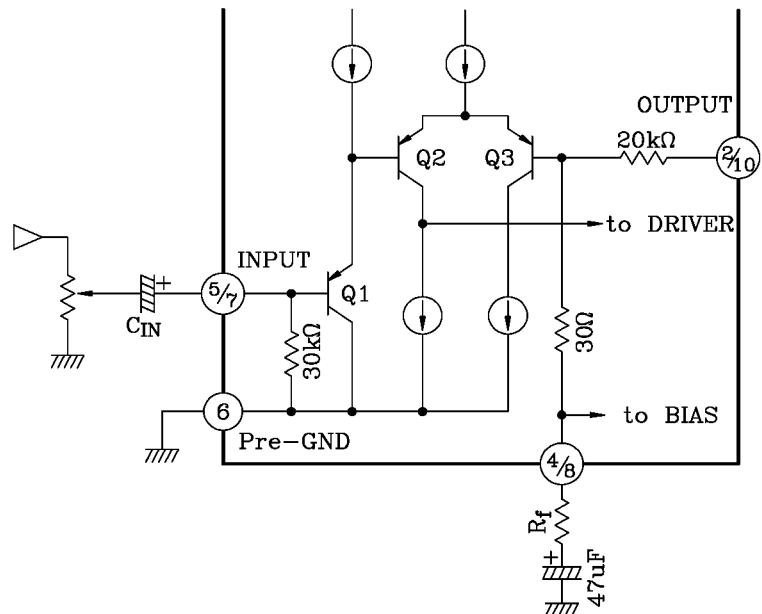 OUTPUT
Q2
Q3
20kΩ
2/10
to DRIVER
INPUT
5/7
Q1
CIN
30kΩ
30Ω
6
Pre-GND
to BIAS
4/8
Rf
47uF